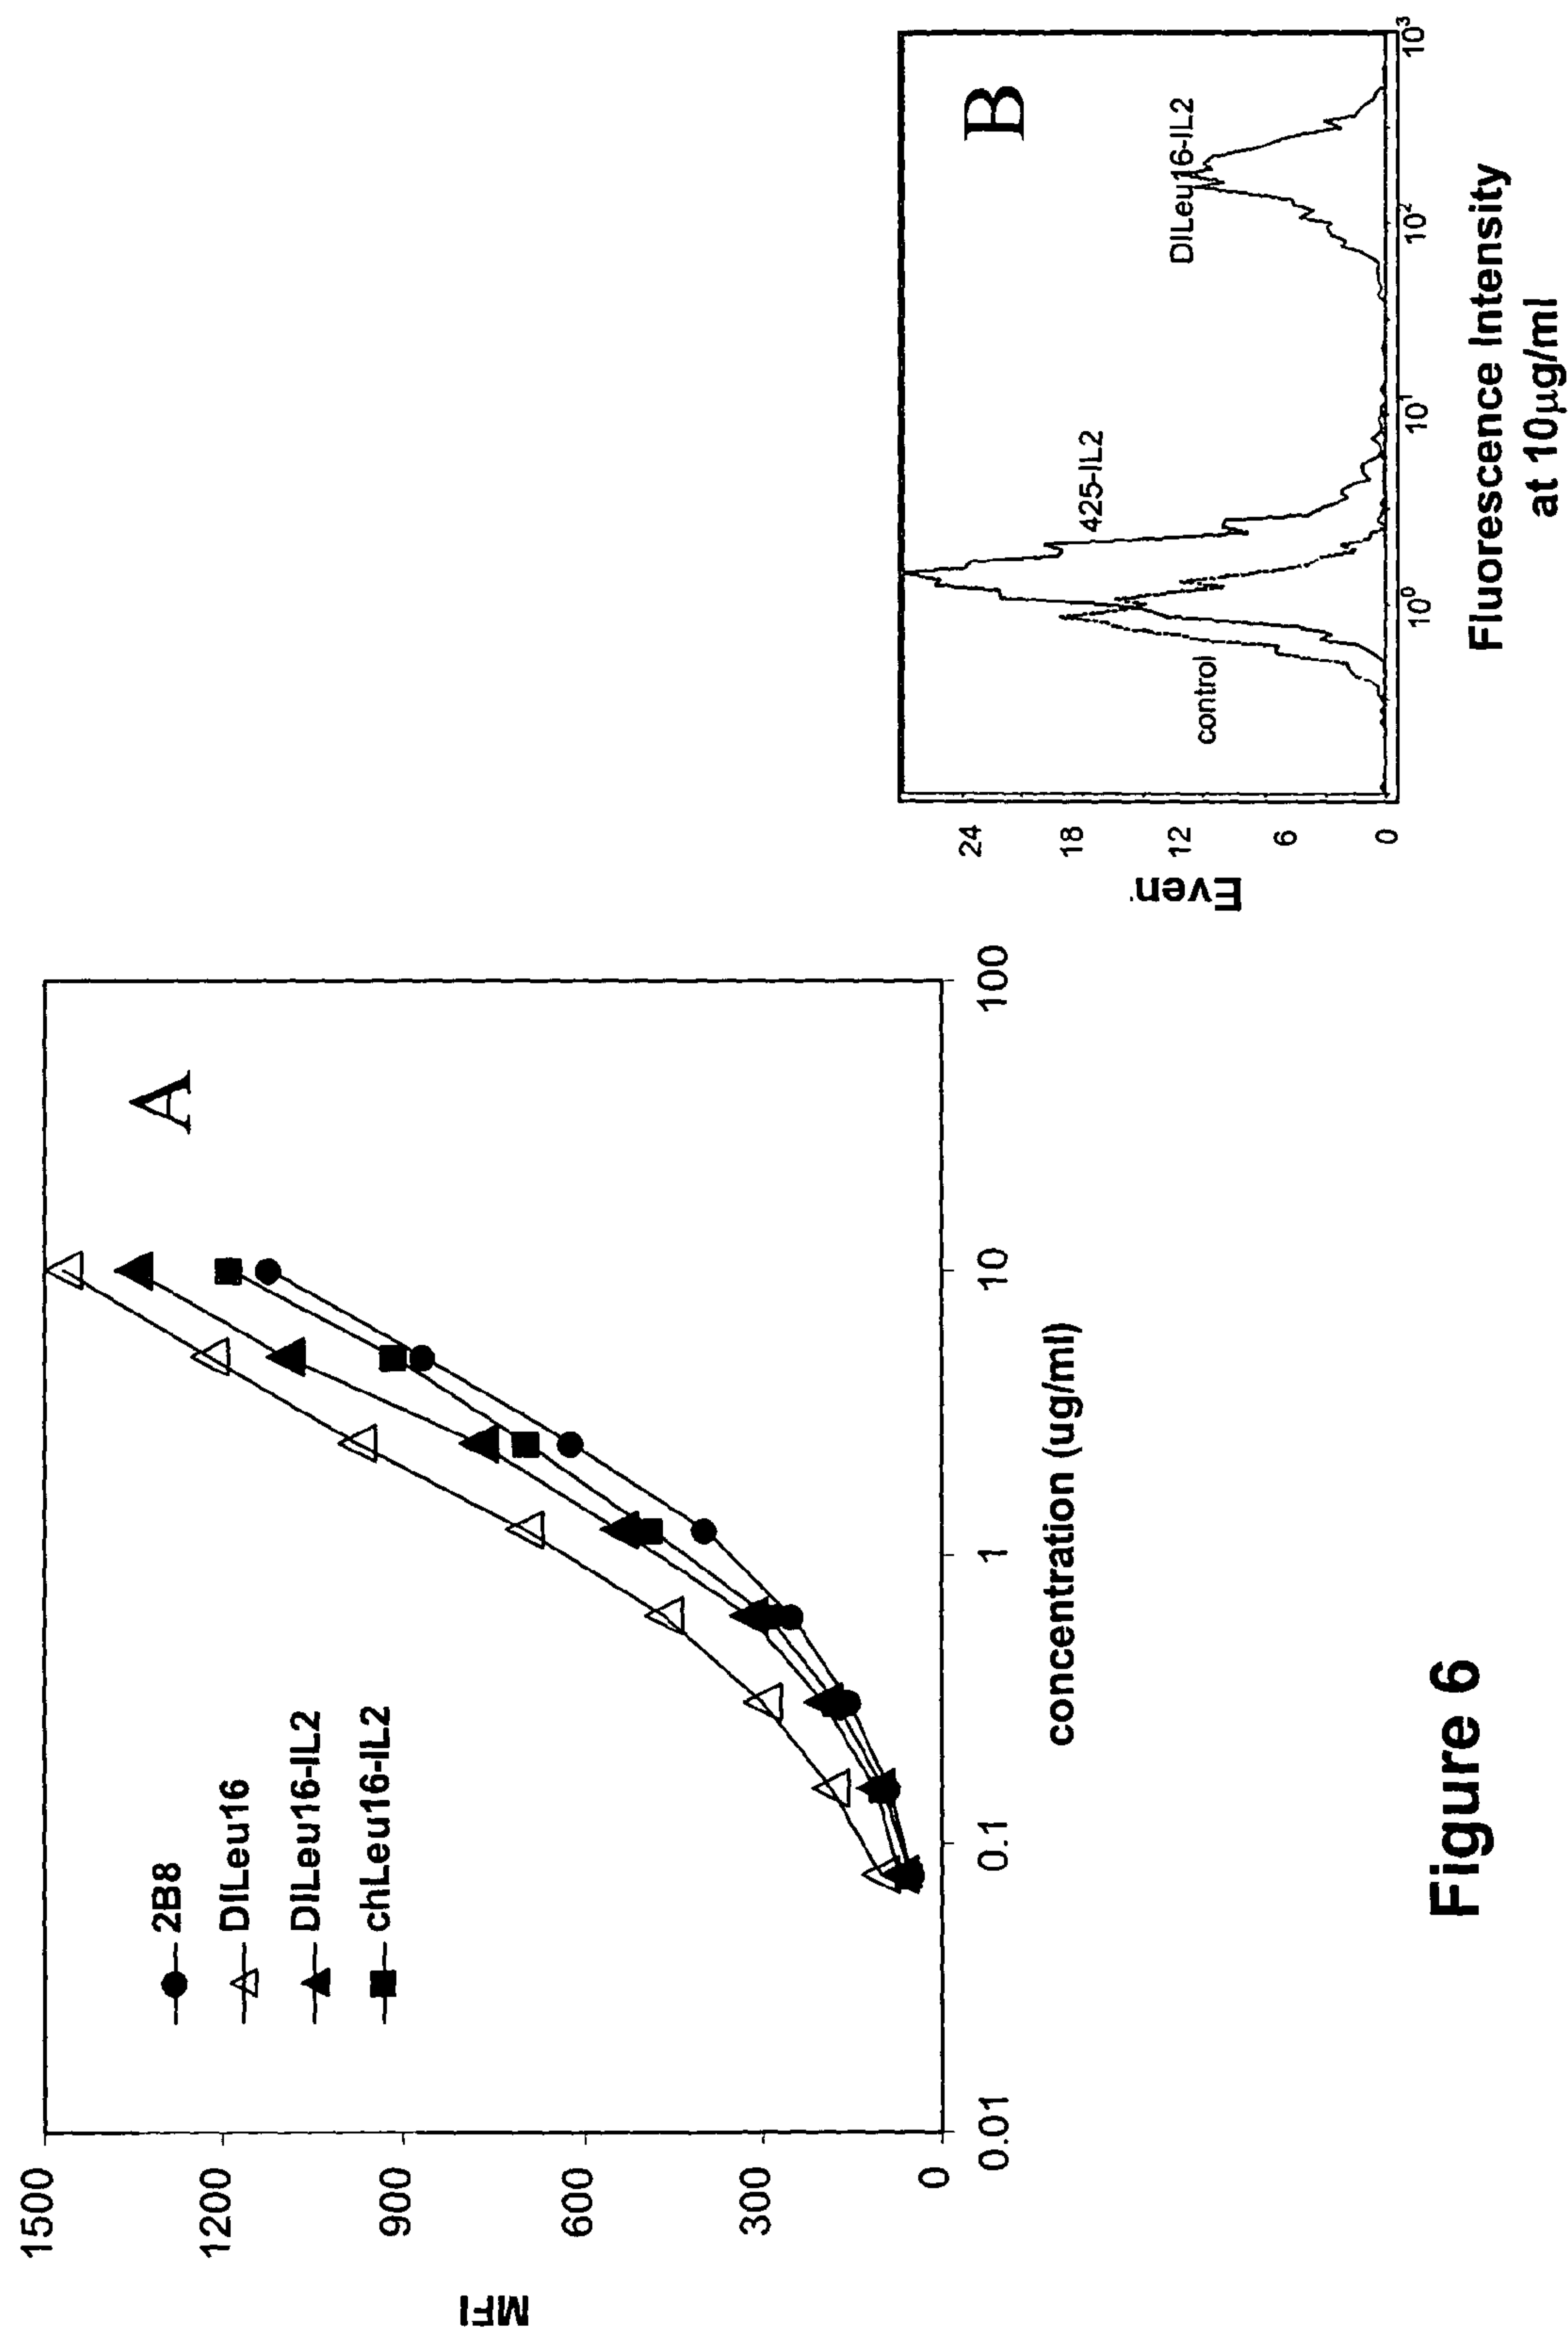 1500
1200
900
600
300
0
MFI
0.01
0.1
1
10
100
concentration (ug/ml)
2B8
DILeu16
DILeu16-IL2
chLeu16-IL2
A
24
18
12
6
0
Even
control
425-IL2
DILeu16-IL2
B
10⁰
10¹
10²
10³
Fluorescence Intensity
at 10µg/ml
Figure 6